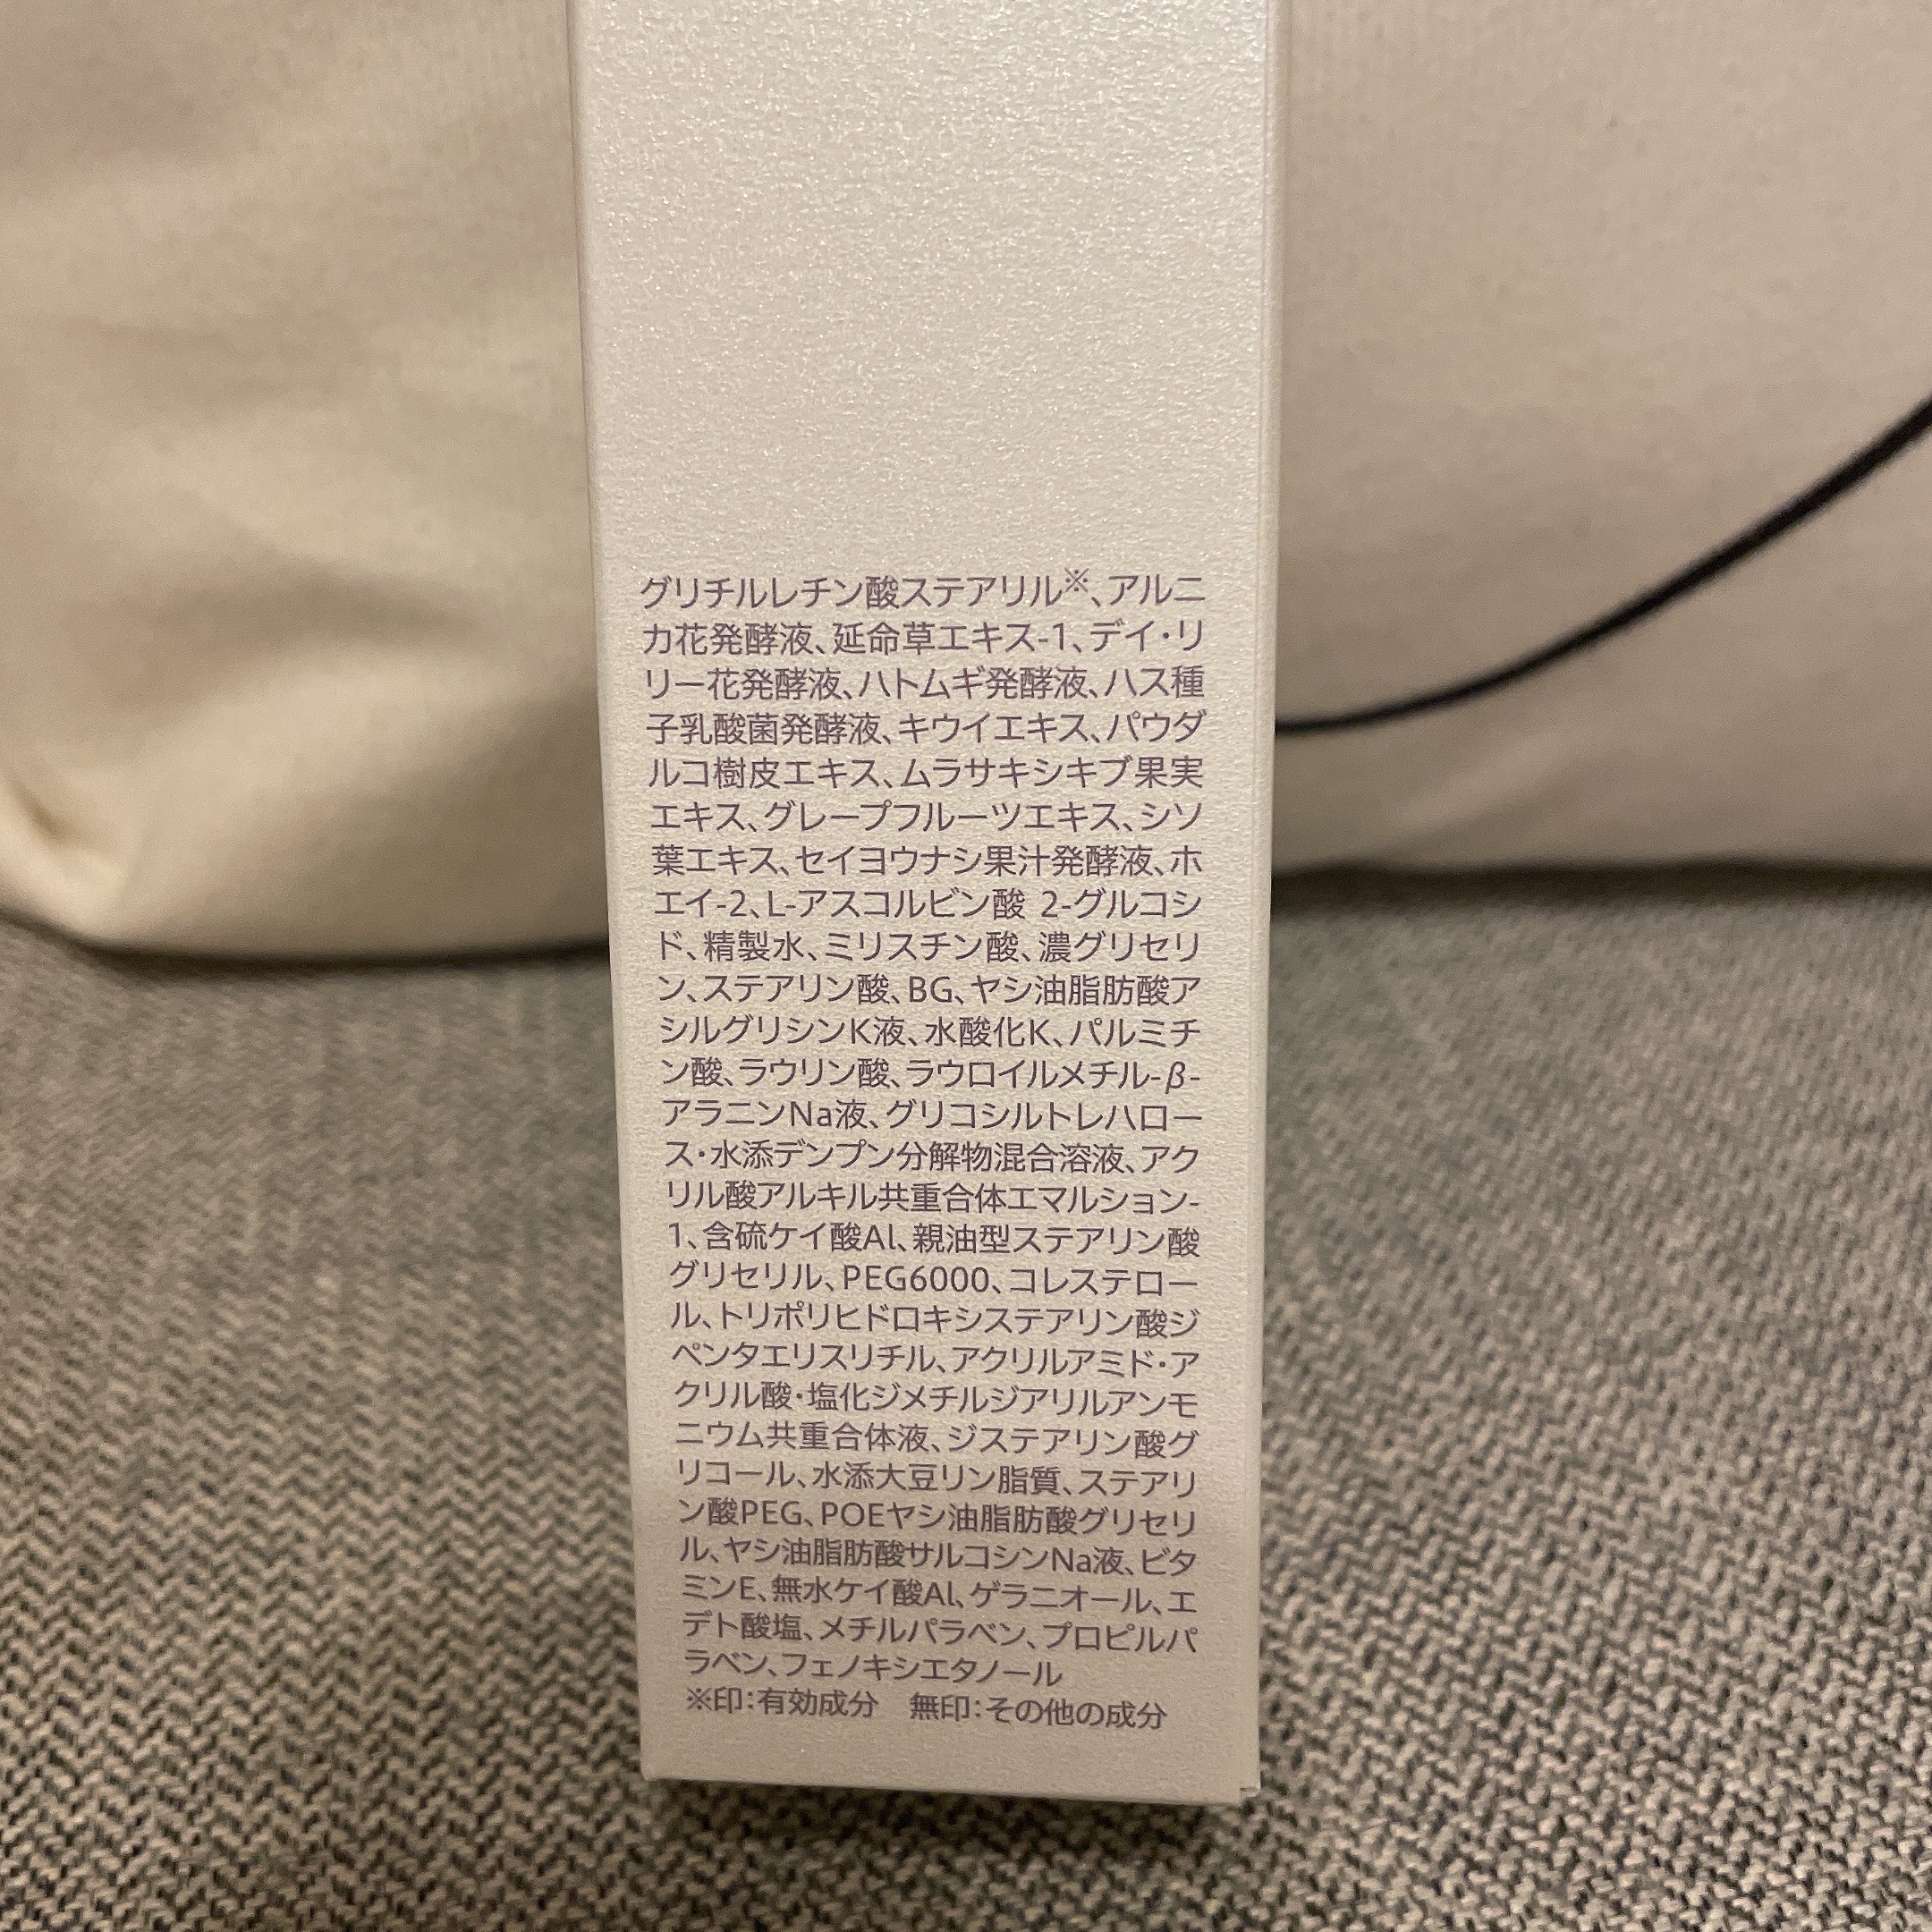 グリチルレチン酸ステアリル※、アルニ
カ花発酵液、延命草エキス-1、デイ・リ
リー花発酵液、ハトムギ発酵液、ハス種
子乳酸菌発酵液、キウイエキス、パウダ
ルコ樹皮エキス、ムラサキシキブ果実
エキス、グレープフルーツエキス、シソ
葉エキス、セイヨウナシ果汁発酵液、ホ
エイ-2、L-アスコルビン酸 2-グルコシ
ド、精製水、ミリスチン酸、濃グリセリ
ン、ステアリン酸、BG、ヤシ油脂肪酸ア
シルグリシンK液、水酸化K、パルミチ
ン酸、ラウリン酸、ラウロイルメチル-β-
アラニンNa液、グリコシルトレハロー
ス・水添デンプン分解物混合溶液、アク
リル酸アルキル共重合体エマルション-
1、含硫ケイ酸Al、親油型ステアリン酸
グリセリル、PEG6000、コレステロー
ル、トリポリヒドロキシステアリン酸ジ
ペンタエリスリチル、アクリルアミド・ア
クリル酸・塩化ジメチルジアリルアンモ
ニウム共重合体液、ジステアリン酸グ
リコール、水添大豆リン脂質、ステアリ
ン酸PEG、POEヤシ油脂肪酸グリセリ
ル、ヤシ油脂肪酸サルコシンNa液、ビタ
ミンE、無水ケイ酸Al、ゲラニオール、エ
デト酸塩、メチルパラベン、プロピルパ
ラベン、フェノキシエタノール
※印：有効成分　無印：その他の成分